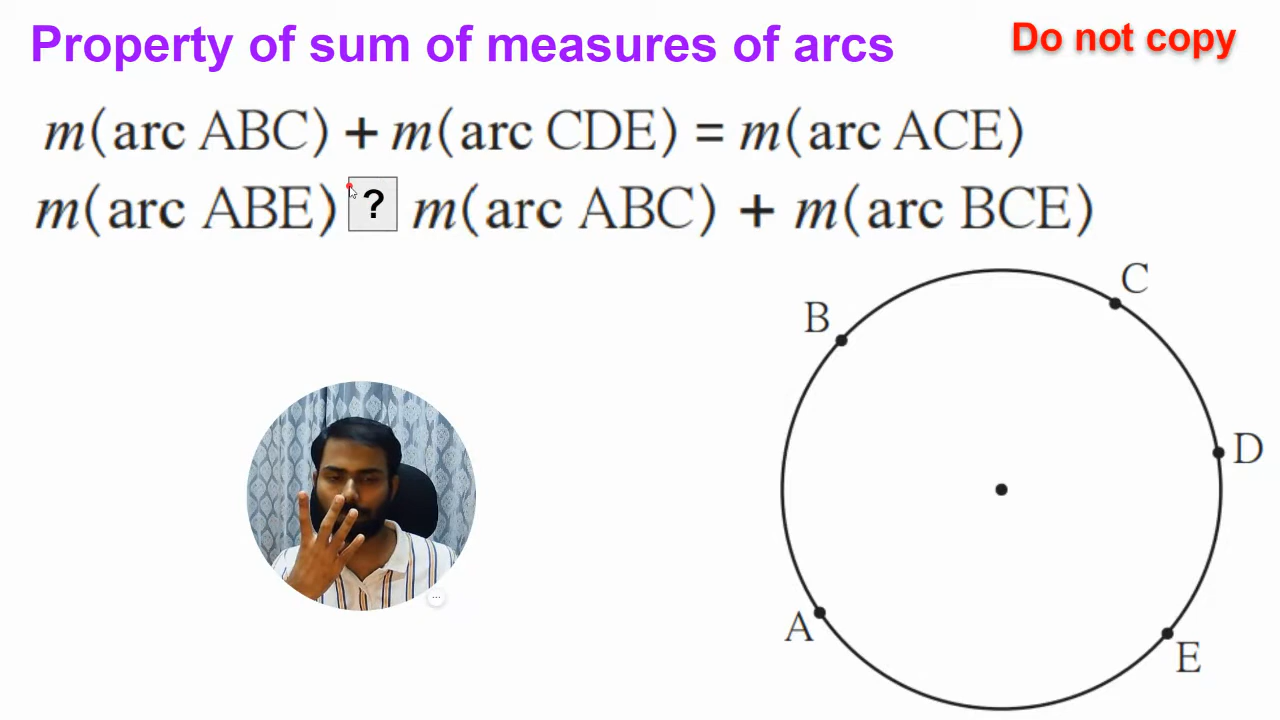 Property of sum of measures of arcs
Do not copy
m(arc ABC) + m(arc CDE) = m(arc ACE)
m(arc ABE) ? m(arc ABC) + m(arc BCE)
C
B
D
A
E